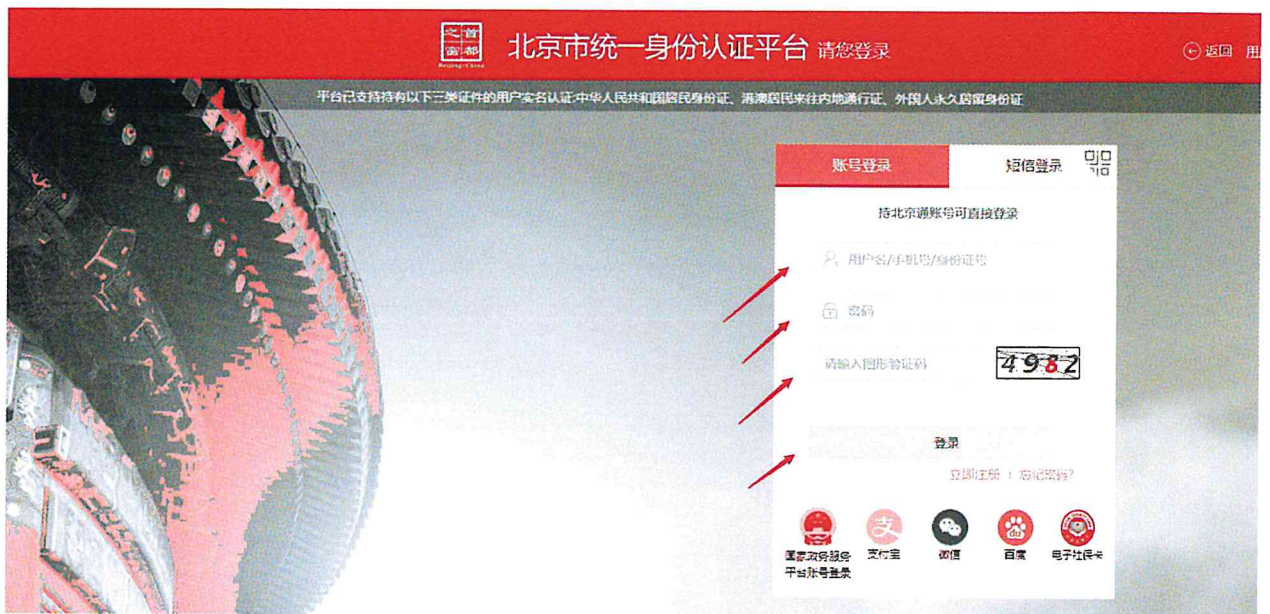 首都之窗
Beijing-China
北京市统一身份认证平台 请您登录
返回 用
平台已支持持有以下三类证件的用户实名认证:中华人民共和国居民身份证、港澳居民来往内地通行证、外国人永久居留身份证
账号登录 短信登录
持北京通账号可直接登录
用户名/手机号/身份证号
密码
请输入图形验证码 4982
登录
立即注册 | 忘记密码?
支
du
国家政务服务平台账号登录
支付宝
微信
百度
电子社保卡